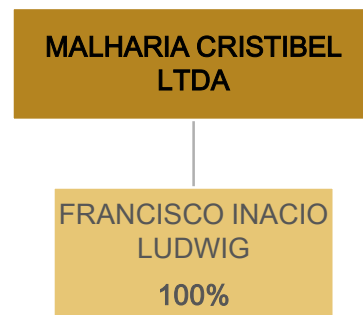 MALHARIA CRISTIBEL
LTDA
FRANCISCO INACIO
LUDWIG
100%